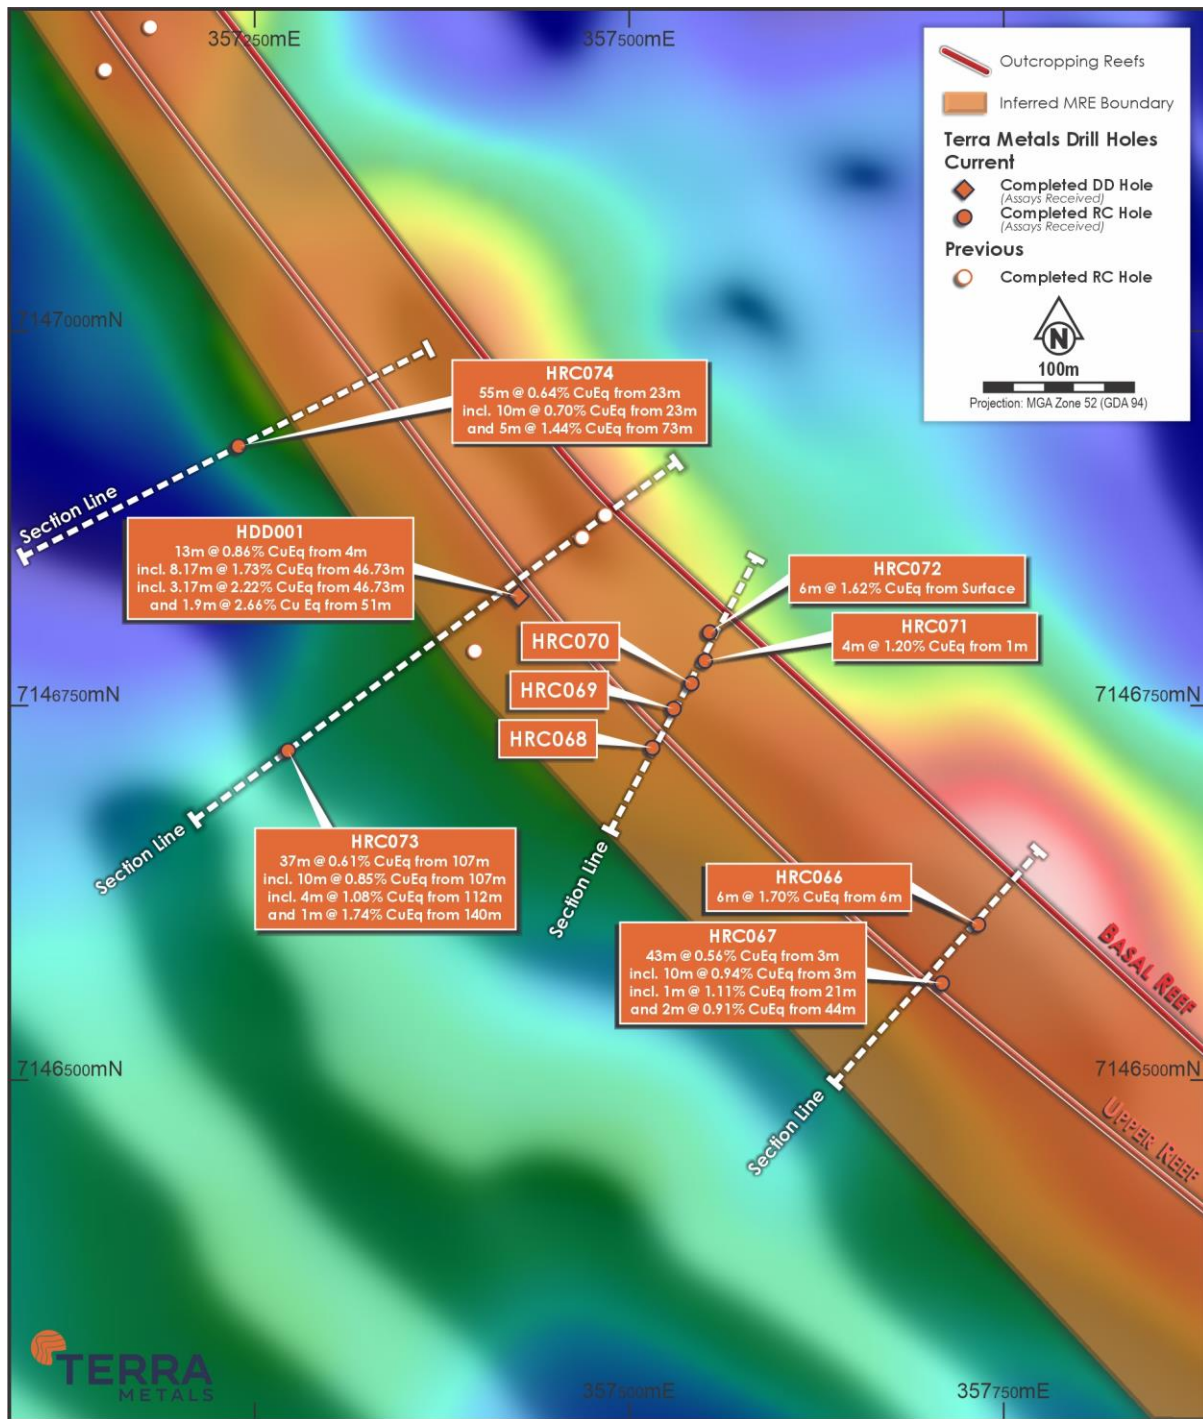 357250mE
357500mE
Outcropping Reefs
Inferred MRE Boundary
Terra Metals Drill Holes
Current
Completed DD Hole
(Assays Received)
Completed RC Hole
(Assays Received)
Previous
Completed RC Hole
N
100m
Projection: MGA Zone 52 (GDA 94)
7147000mN
HRC074
55m @ 0.64% CuEq from 23m
incl. 10m @ 0.70% CuEq from 23m
and 5m @ 1.44% CuEq from 73m
Section Line
HDD001
13m @ 0.86% CuEq from 4m
incl. 8.17m @ 1.73% CuEq from 46.73m
incl. 3.17m @ 2.22% CuEq from 46.73m
and 1.9m @ 2.66% Cu Eq from 51m
HRC072
6m @ 1.62% CuEq from Surface
HRC071
4m @ 1.20% CuEq from 1m
HRC070
HRC069
HRC068
7146750mN
7146750mN
Section Line
HRC073
37m @ 0.61% CuEq from 107m
incl. 10m @ 0.85% CuEq from 107m
incl. 4m @ 1.08% CuEq from 112m
and 1m @ 1.74% CuEq from 140m
Section Line
HRC066
6m @ 1.70% CuEq from 6m
HRC067
43m @ 0.56% CuEq from 3m
incl. 10m @ 0.94% CuEq from 3m
incl. 1m @ 1.11% CuEq from 21m
and 2m @ 0.91% CuEq from 44m
BASAL REEF
7146500mN
7146500mN
UPPER REEF
Section Line
TERRA
METALS
357500mE
357750mE